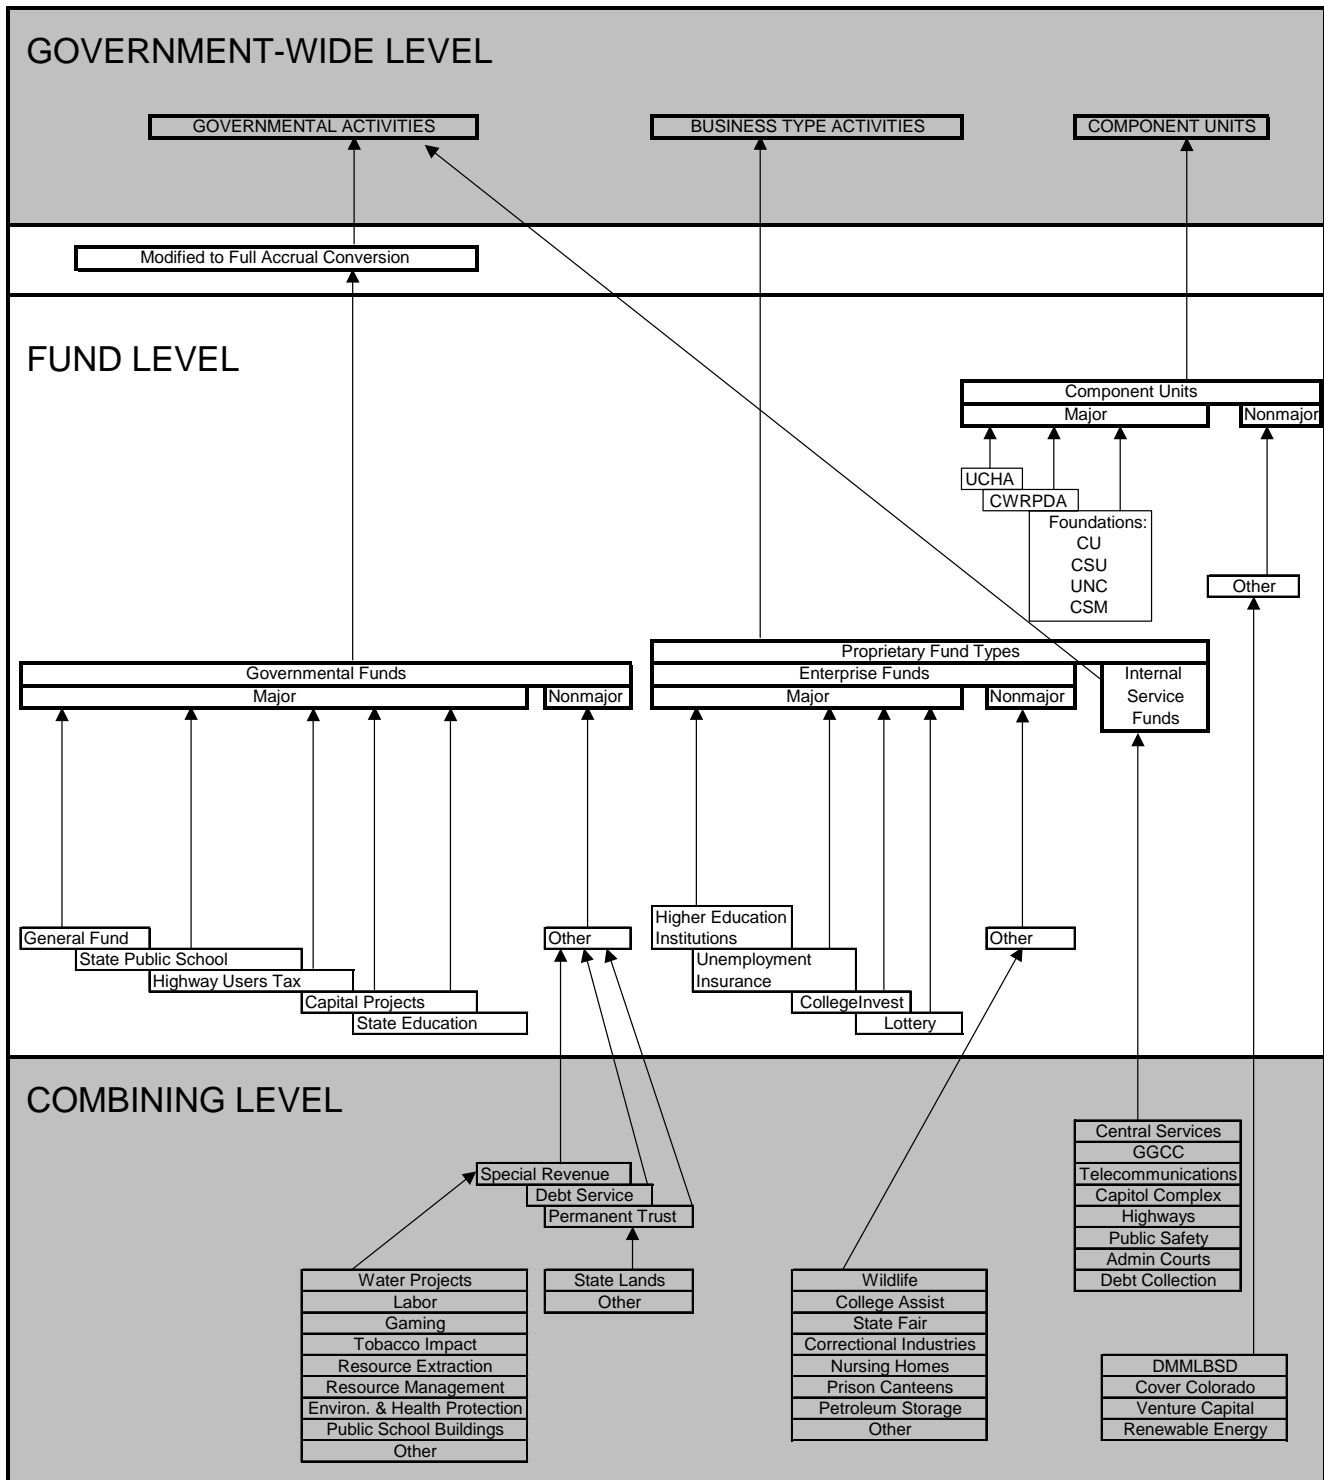 GOVERNMENT-WIDE LEVEL
GOVERNMENTAL ACTIVITIES
BUSINESS TYPE ACTIVITIES
COMPONENT UNITS
Modified to Full Accrual Conversion
FUND LEVEL
Component Units
Major
Nonmajor
UCHA
CWRPDA
Foundations:
CU
CSU
UNC
CSM
Other
Proprietary Fund Types
Governmental Funds
Enterprise Funds
Internal
Service
Funds
Major
Nonmajor
Major
Nonmajor
General Fund
State Public School
Highway Users Tax
Capital Projects
State Education
Other
Higher Education
Institutions
Unemployment
Insurance
CollegeInvest
Lottery
Other
COMBINING LEVEL
Special Revenue
Debt Service
Permanent Trust
Central Services
GGCC
Telecommunications
Capitol Complex
Highways
Public Safety
Admin Courts
Debt Collection
Water Projects
Labor
Gaming
Tobacco Impact
Resource Extraction
Resource Management
Environ. & Health Protection
Public School Buildings
Other
State Lands
Other
Wildlife
College Assist
State Fair
Correctional Industries
Nursing Homes
Prison Canteens
Petroleum Storage
Other
DMMLBSD
Cover Colorado
Venture Capital
Renewable Energy